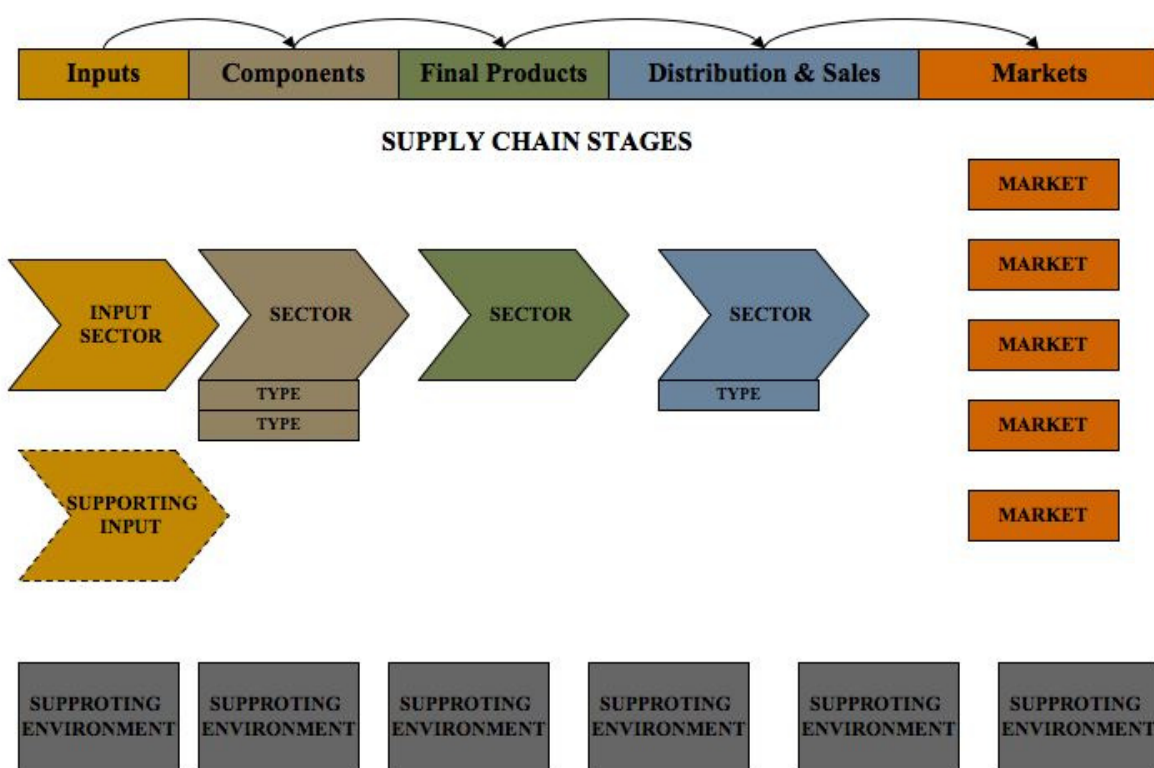 Inputs Components Final Products Distribution & Sales Markets
SUPPLY CHAIN STAGES
MARKET
MARKET
MARKET
MARKET
MARKET
INPUT
SECTOR
SECTOR
TYPE
TYPE
SECTOR
SECTOR
TYPE
SUPPORTING
INPUT
SUPPROTING
ENVIRONMENT
SUPPROTING
ENVIRONMENT
SUPPROTING
ENVIRONMENT
SUPPROTING
ENVIRONMENT
SUPPROTING
ENVIRONMENT
SUPPROTING
ENVIRONMENT